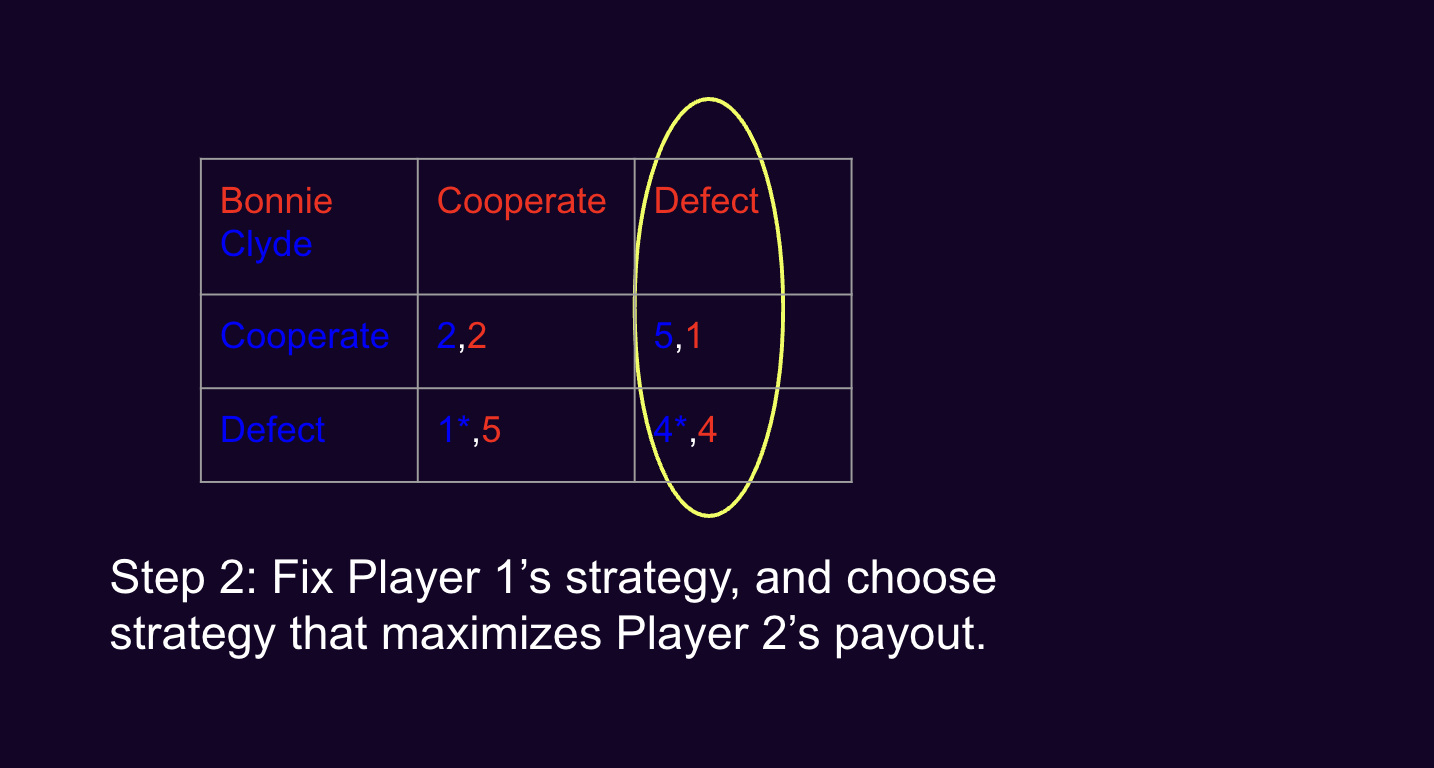 Bonnie Cooperate Defect
Clyde
Cooperate 2,2 5,1
Defect 1*,5 4*,4
Step 2: Fix Player 1’s strategy, and choose
strategy that maximizes Player 2’s payout.